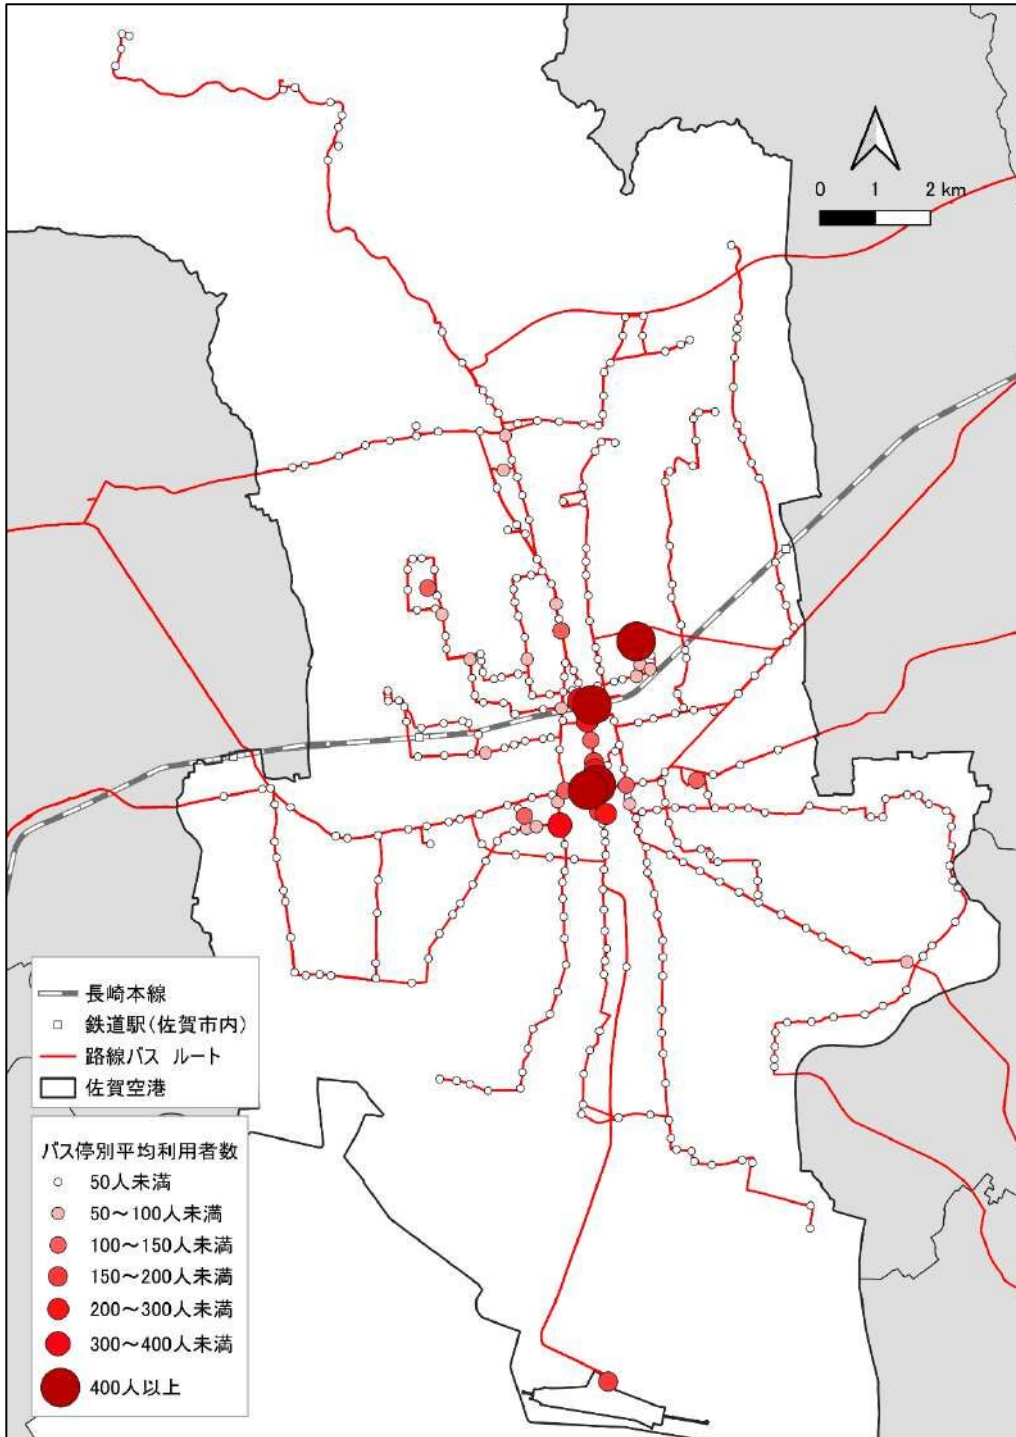 0 1 2 km
長崎本線
鉄道駅(佐賀市内)
路線バス ルート
佐賀空港
バス停別平均利用者数
50人未満
50～100人未満
100～150人未満
150～200人未満
200～300人未満
300～400人未満
400人以上